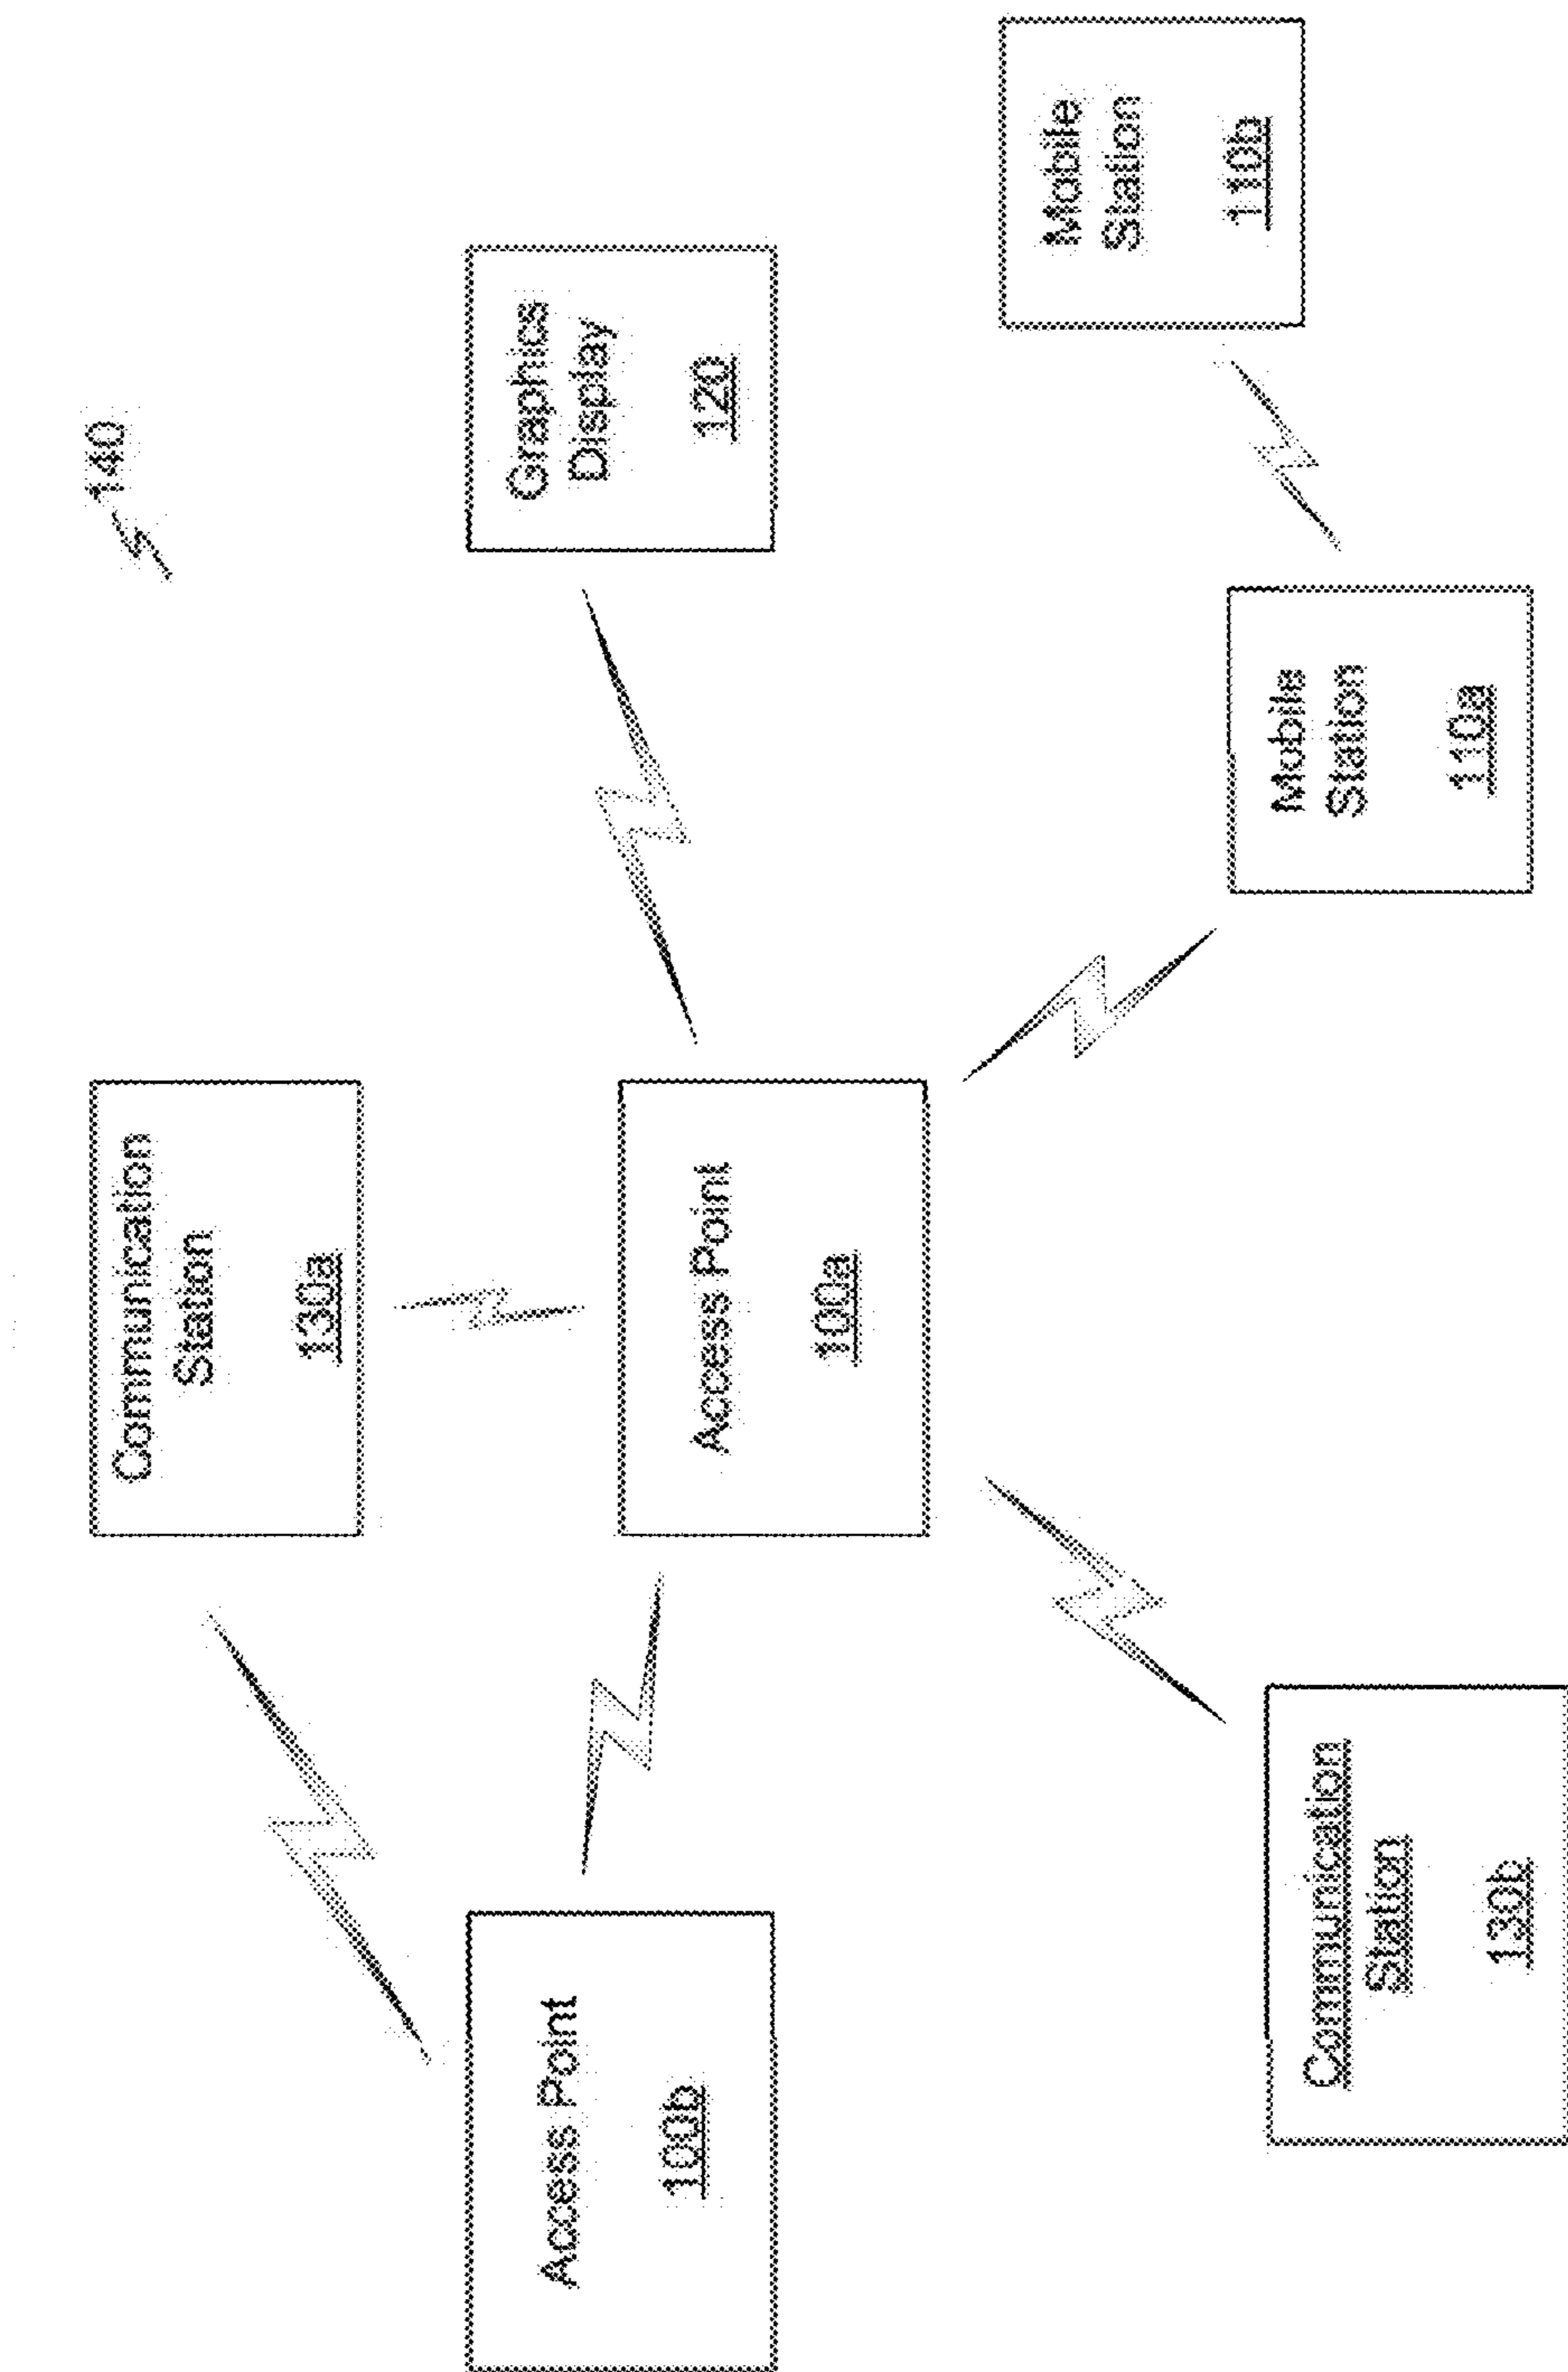 140
Communication
Station
130a
Graphics
Display
120
Access Point
100b
Access Point
100a
Mobile
Station
110b
Mobile
Station
110a
Communication
Station
130b